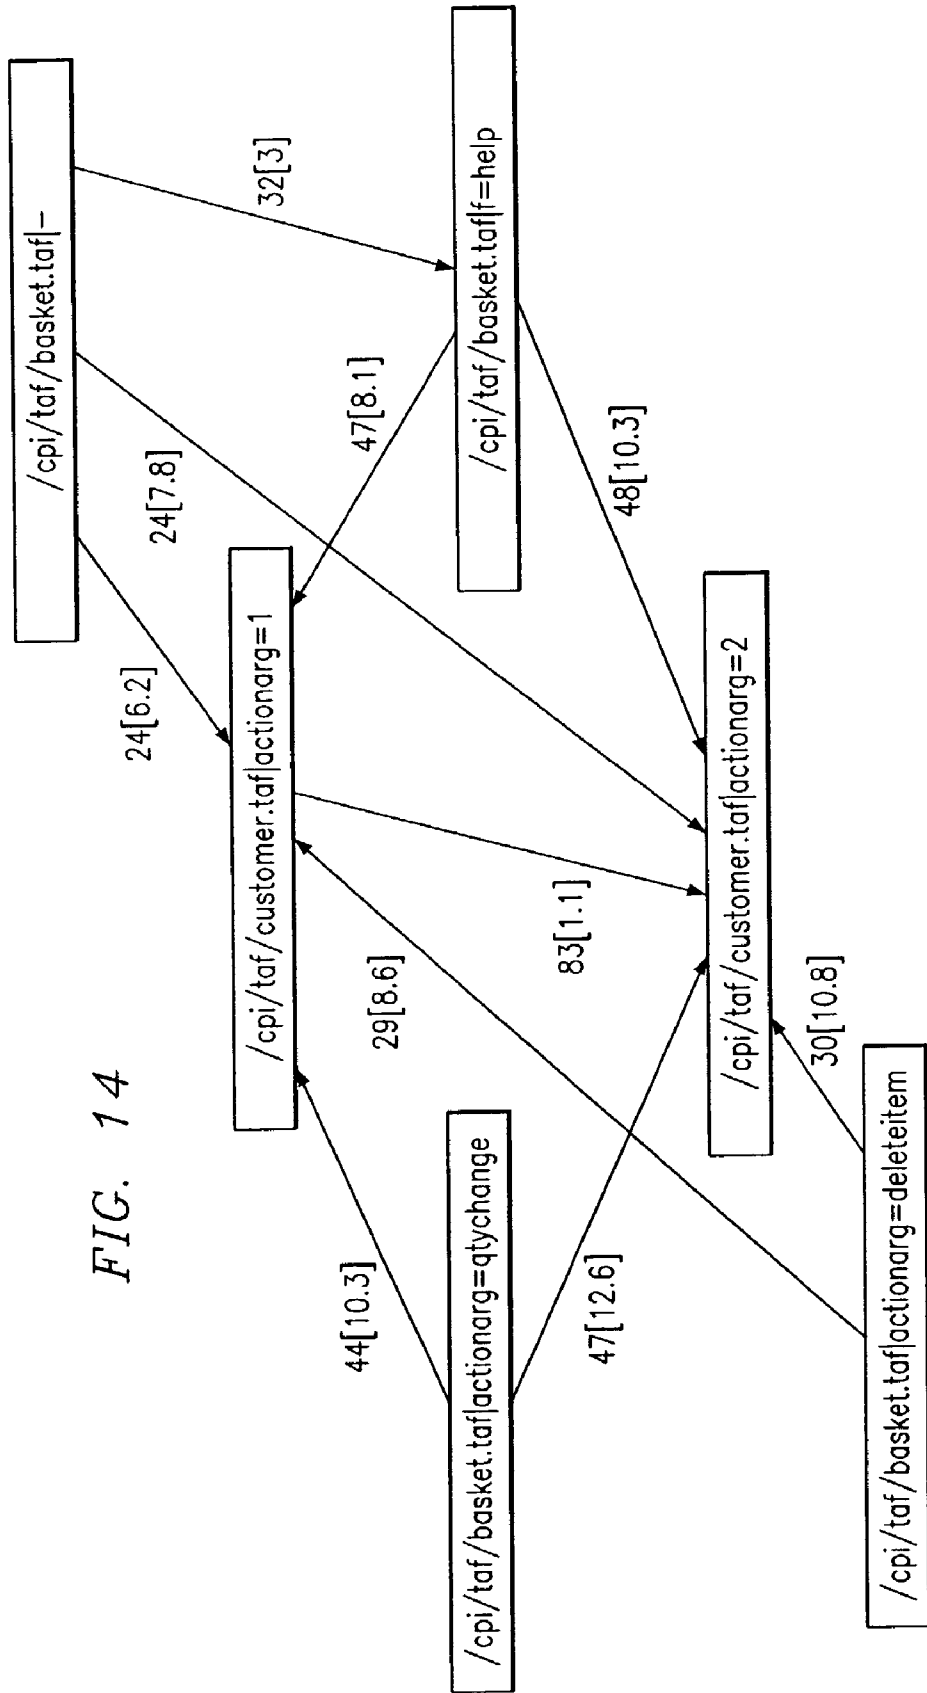 FIG. 14
/cpi/taf/basket.taf|-
32[3]
24[7.8]
24[6.2]
47[8.1]
/cpi/taf/customer.taf|actionarg=1
/cpi/taf/basket.taf|f=help
44[10.3]
29[8.6]
83[1.1]
48[10.3]
/cpi/taf/basket.taf|actionarg=qtychange
47[12.6]
/cpi/taf/customer.taf|actionarg=2
30[10.8]
/cpi/taf/basket.taf|actionarg=deleteitem